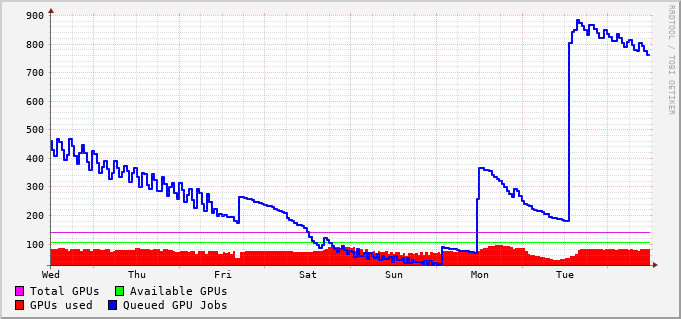 900
800
700
600
500
400
300
200
100
Wed Thu Fri Sat Sun Mon Tue
Total GPUs Available GPUs
GPUs used Queued GPU Jobs
RRDTOOL / TOBI OETIKER